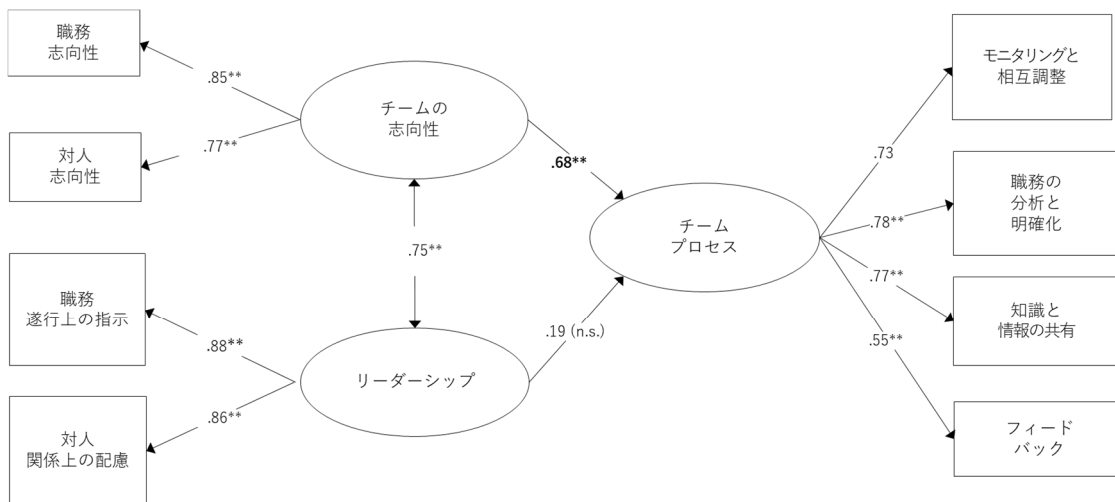 職務
志向性
.85**
.77**
対人
志向性
チームの
志向性
.68**
.75**
職務
遂行上の指示
.88**
.86**
対人
関係上の配慮
リーダーシップ
.19 (n.s.)
チーム
プロセス
.73
.78**
.77**
.55**
モニタリングと
相互調整
職務の
分析と
明確化
知識と
情報の共有
フィード
バック